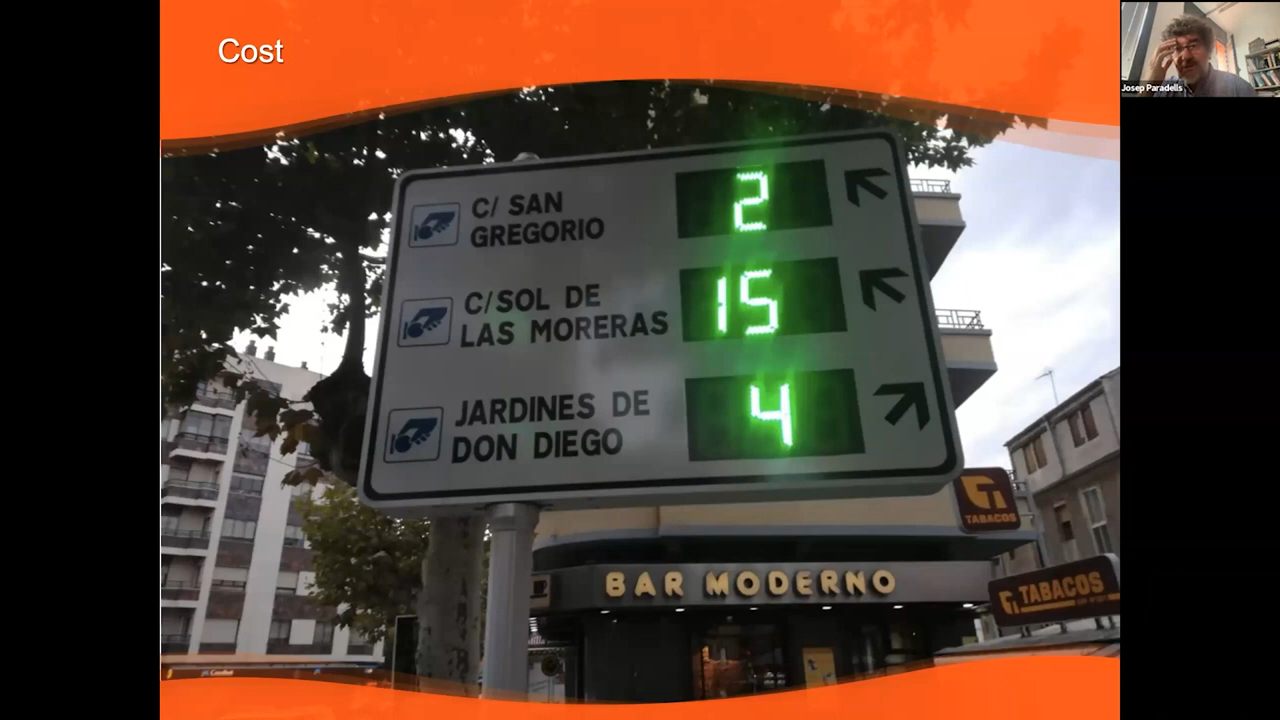 Cost
Josep Paradells
C/ SAN
GREGORIO
2
C/SOL DE
LAS MORERAS
15
JARDINES DE
DON DIEGO
4
TABACOS
BAR MODERNO
TABACOS